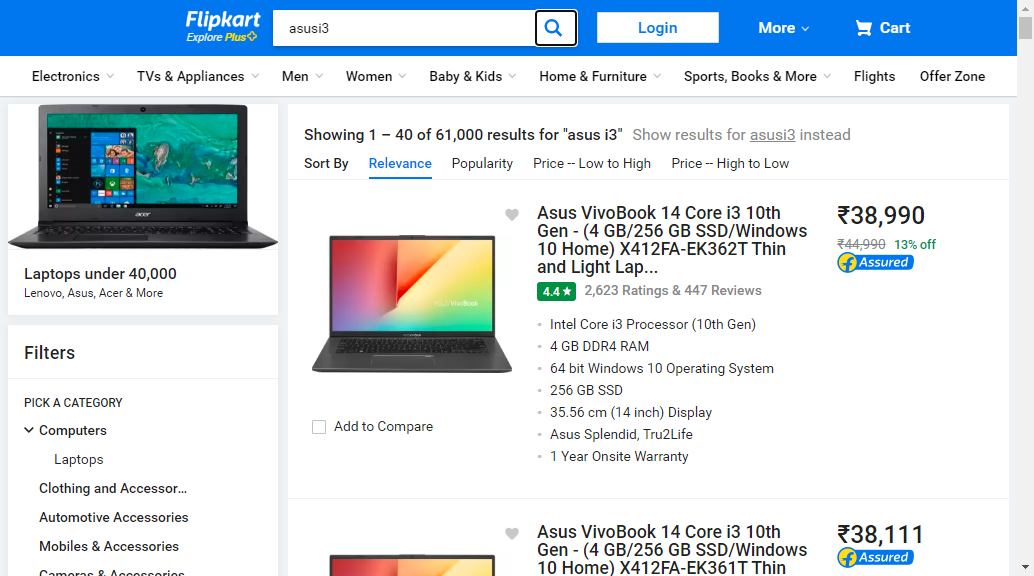 Flipkart
Explore Plus
asusi3
Login
More
Cart
Electronics
TVs & Appliances
Men
Women
Baby & Kids
Home & Furniture
Sports, Books & More
Flights
Offer Zone
acer
Laptops under 40,000
Lenovo, Asus, Acer & More
Filters
PICK A CATEGORY
Computers
Laptops
Clothing and Accessor...
Automotive Accessories
Mobiles & Accessories
Cameras & Accessories
Showing 1 – 40 of 61,000 results for "asus i3" Show results for asusi3 instead
Sort By Relevance Popularity Price -- Low to High Price -- High to Low
ASUS VivoBook
Add to Compare
Asus VivoBook 14 Core i3 10th
Gen - (4 GB/256 GB SSD/Windows
10 Home) X412FA-EK362T Thin
and Light Lap...
4.4 ★ 2,623 Ratings & 447 Reviews
Intel Core i3 Processor (10th Gen)
4 GB DDR4 RAM
64 bit Windows 10 Operating System
256 GB SSD
35.56 cm (14 inch) Display
Asus Splendid, Tru2Life
1 Year Onsite Warranty
₹38,990
₹44,990 13% off
Assured
Asus VivoBook 14 Core i3 10th
Gen - (4 GB/256 GB SSD/Windows
10 Home) X412FA-EK361T Thin
₹38,111
Assured